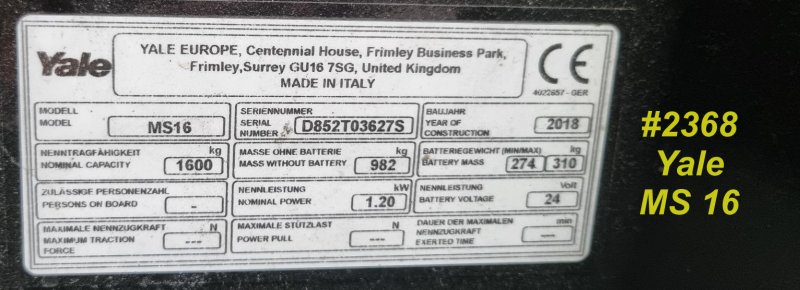 Yale
YALE EUROPE, Centennial House, Frimley Business Park,
Frimley,Surrey GU16 7SG, United Kingdom
MADE IN ITALY
CE
4022657 - GER
MODELL
MODEL
MS16
SERIENNUMMER
SERIAL
NUMBER
D852T03627S
BAUJAHR
YEAR OF
CONSTRUCTION
2018
NENNTRAGFÄHIGKEIT
NOMINAL CAPACITY
kg
1600
MASSE OHNE BATTERIE
MASS WITHOUT BATTERY
kg
982
BATTERIEGEWICHT (MIN/MAX)
BATTERY MASS
kg
274
310
ZULÄSSIGE PERSONENZAHL
PERSONS ON BOARD
-
NENNLEISTUNG
NOMINAL POWER
kW
1.20
NENNLEISTUNG
BATTERY VOLTAGE
Volt
24
MAXIMALE NENNZUGKRAFT
MAXIMUM TRACTION
FORCE
N
---
MAXIMALE STÜTZLAST
POWER PULL
N
---
DAUER DER MAXIMALEN
NENNZUGKRAFT
EXERTED TIME
min
---
#2368
Yale
MS 16